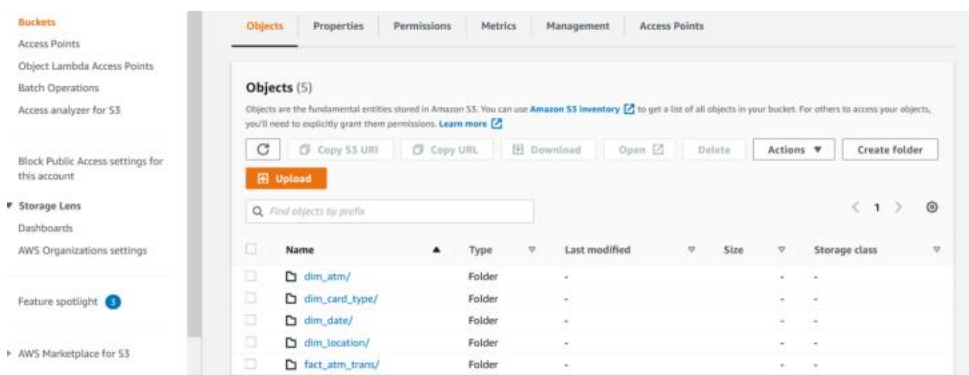 Buckets
Access Points
Object Lambda Access Points
Batch Operations
Access analyzer for S3
Block Public Access settings for
this account
Storage Lens
Dashboards
AWS Organizations settings
Feature spotlight 3
AWS Marketplace for S3
Objects Properties Permissions Metrics Management Access Points
Objects (5)
Objects are the fundamental entities stored in Amazon S3. You can use Amazon S3 inventory to get a list of all objects in your bucket. For others to access your objects,
you'll need to explicitly grant them permissions. Learn more
Copy S3 URI Copy URL Download Open Delete Actions Create folder
Upload
Find objects by prefix 1
Name Type Last modified Size Storage class
dim_atm/ Folder - - -
dim_card_type/ Folder - - -
dim_date/ Folder - - -
dim_location/ Folder - - -
fact_atm_trans/ Folder - - -